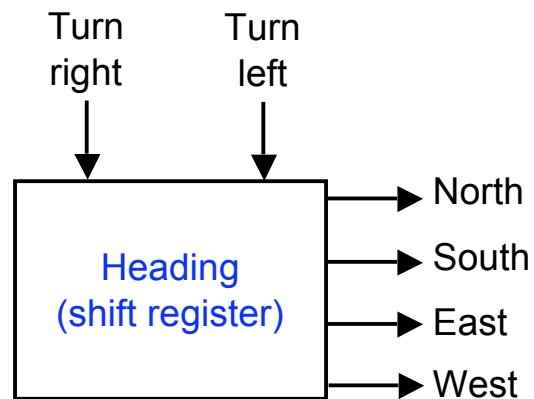 Turn
right
Turn
left
Heading
(shift register)
North
South
East
West